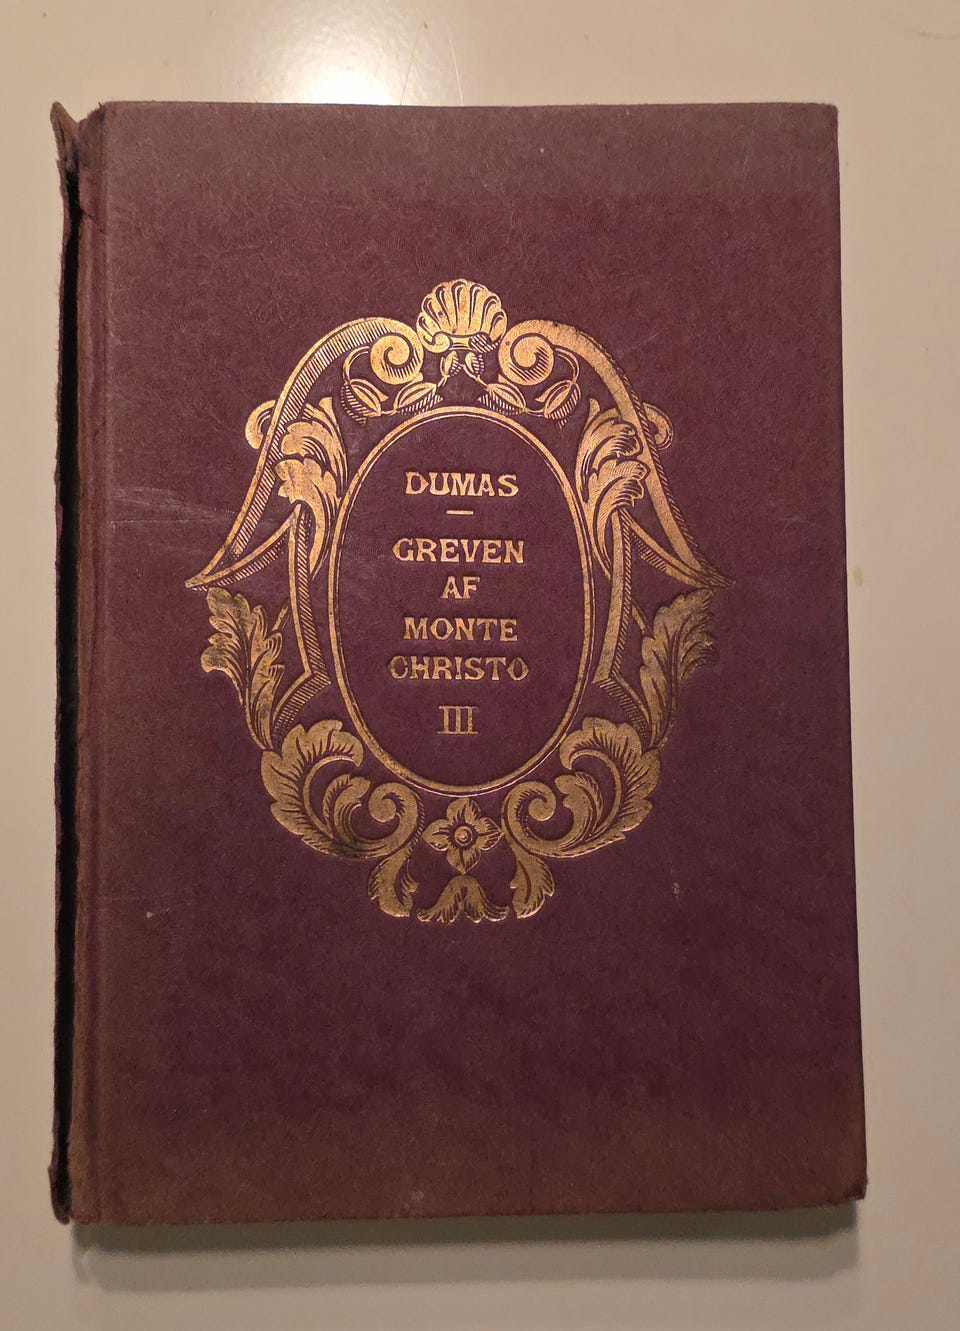 DUMAS
GREVEN
AF
MONTE
CHRISTO
III